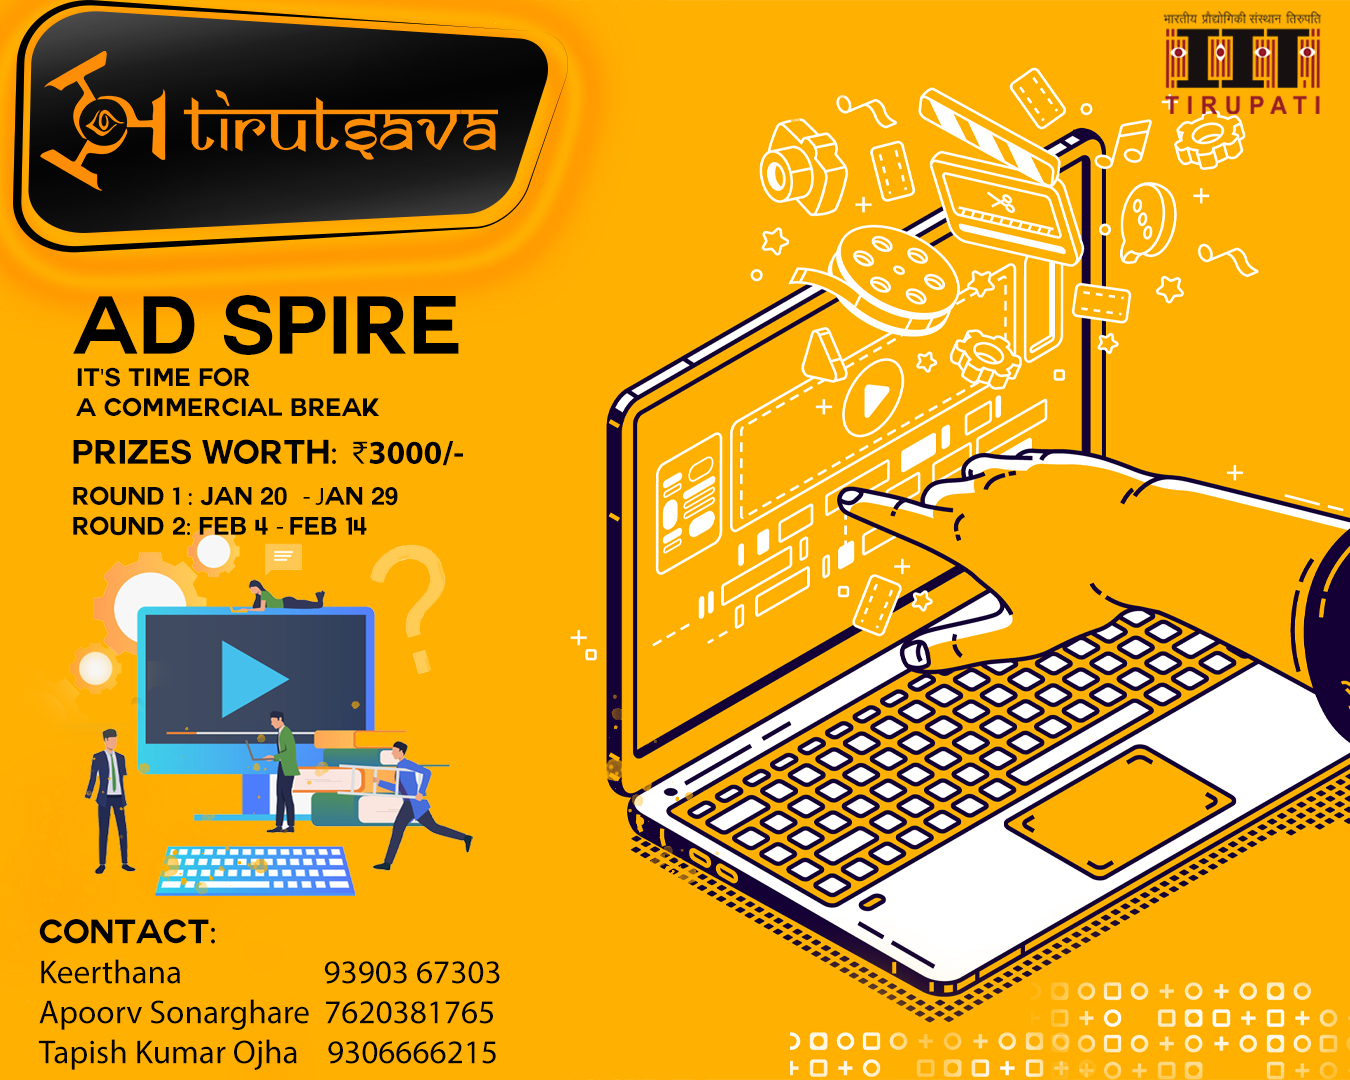 भारतीय प्रौद्योगिकी संस्थान तिरुपति
IIT
TIRUPATI
tirutsava
AD SPIRE
IT'S TIME FOR
A COMMERCIAL BREAK
PRIZES WORTH: ₹3000/-
ROUND 1 : JAN 20 - JAN 29
ROUND 2: FEB 4 - FEB 14
CONTACT:
Keerthana 93903 67303
Apoorv Sonarghare 7620381765
Tapish Kumar Ojha 9306666215